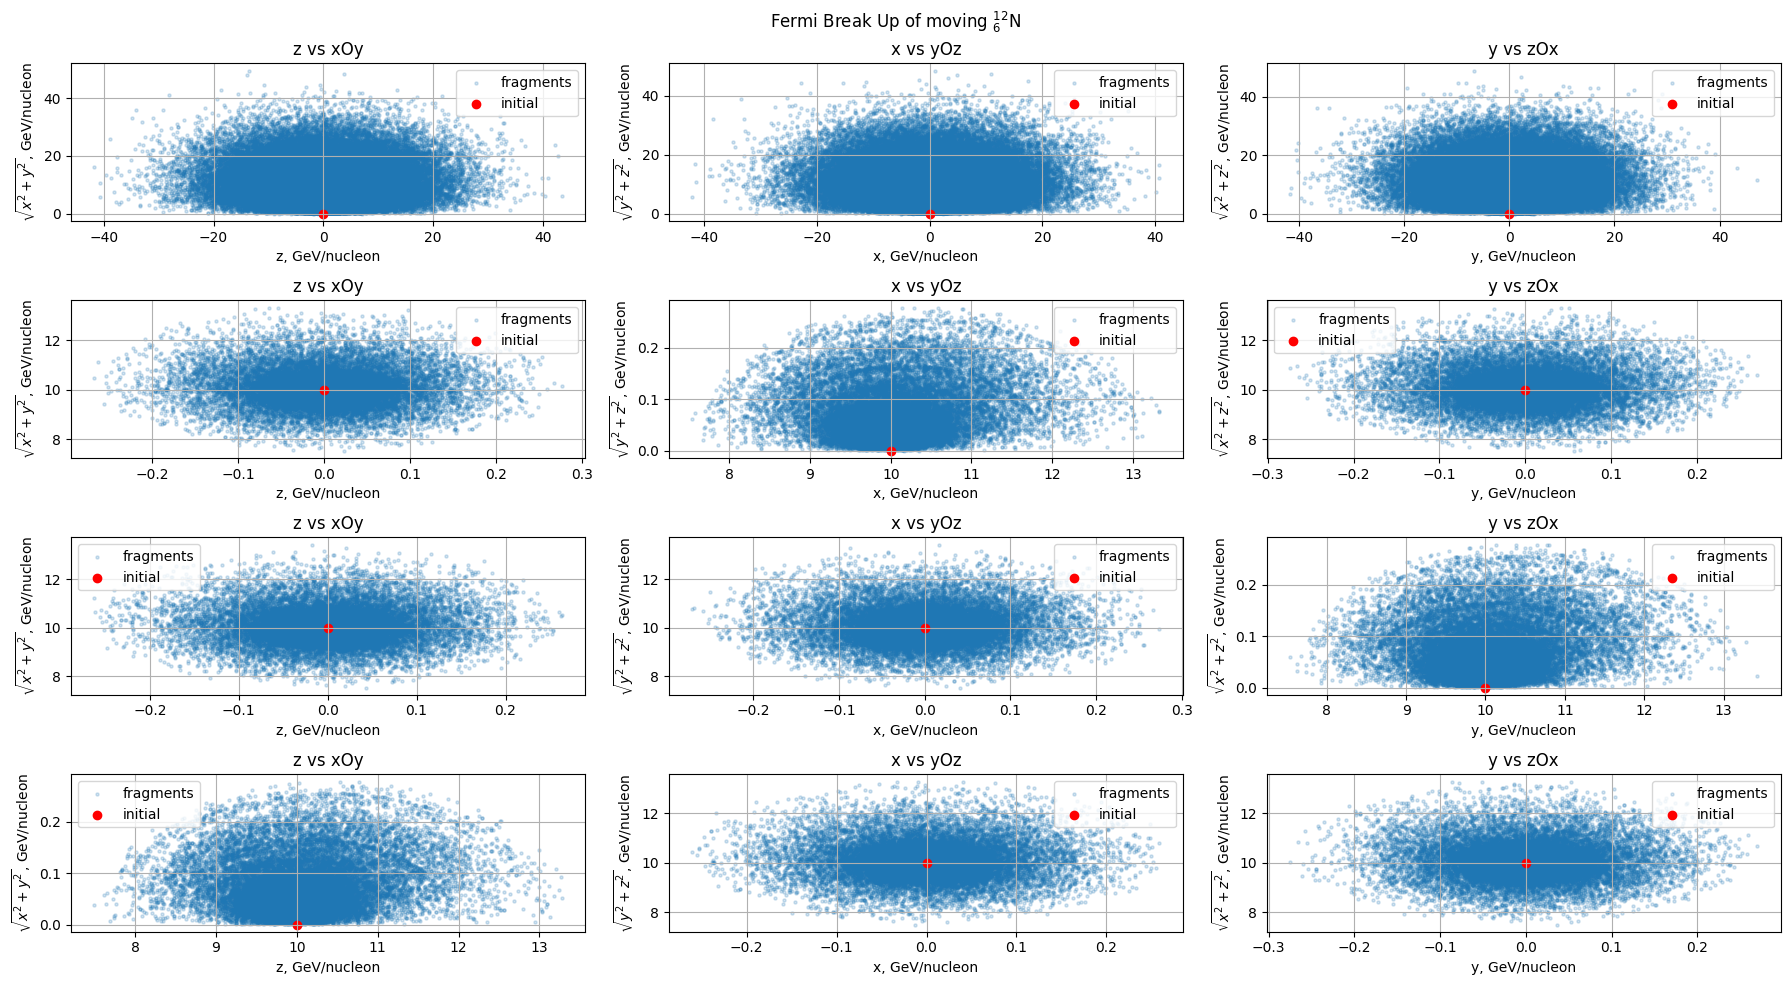 Fermi Break Up of moving $^{12}_{6}$N
z vs xOy
x vs yOz
y vs zOx
$\sqrt{x^2+y^2}$, GeV/nucleon
40
20
0
fragments
initial
−40 −20 0 20 40
z, GeV/nucleon
$\sqrt{y^2+z^2}$, GeV/nucleon
40
20
0
fragments
initial
−40 −20 0 20 40
x, GeV/nucleon
$\sqrt{x^2+z^2}$, GeV/nucleon
40
20
0
fragments
initial
−40 −20 0 20 40
y, GeV/nucleon
z vs xOy
x vs yOz
y vs zOx
$\sqrt{x^2+y^2}$, GeV/nucleon
12
10
8
fragments
initial
−0.2 −0.1 0.0 0.1 0.2 0.3
z, GeV/nucleon
$\sqrt{y^2+z^2}$, GeV/nucleon
0.2
0.1
0.0
fragments
initial
8 9 10 11 12 13
x, GeV/nucleon
$\sqrt{x^2+z^2}$, GeV/nucleon
12
10
8
fragments
initial
−0.3 −0.2 −0.1 0.0 0.1 0.2
y, GeV/nucleon
z vs xOy
x vs yOz
y vs zOx
$\sqrt{x^2+y^2}$, GeV/nucleon
12
10
8
fragments
initial
−0.2 −0.1 0.0 0.1 0.2
z, GeV/nucleon
$\sqrt{y^2+z^2}$, GeV/nucleon
12
10
8
fragments
initial
−0.2 −0.1 0.0 0.1 0.2 0.3
x, GeV/nucleon
$\sqrt{x^2+z^2}$, GeV/nucleon
0.2
0.1
0.0
fragments
initial
8 9 10 11 12 13
y, GeV/nucleon
z vs xOy
x vs yOz
y vs zOx
$\sqrt{x^2+y^2}$, GeV/nucleon
0.2
0.1
0.0
fragments
initial
8 9 10 11 12 13
z, GeV/nucleon
$\sqrt{y^2+z^2}$, GeV/nucleon
12
10
8
fragments
initial
−0.2 −0.1 0.0 0.1 0.2
x, GeV/nucleon
$\sqrt{x^2+z^2}$, GeV/nucleon
12
10
8
fragments
initial
−0.3 −0.2 −0.1 0.0 0.1 0.2
y, GeV/nucleon